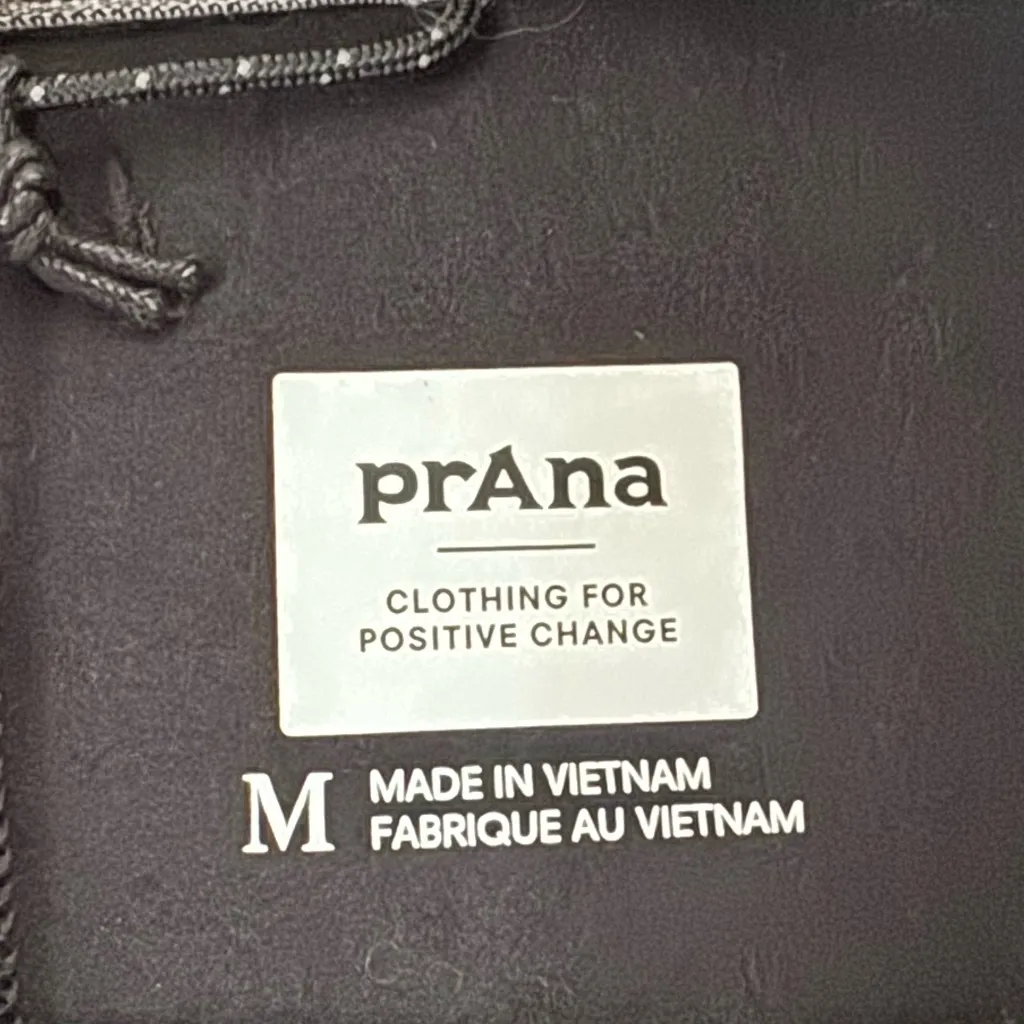 prAna
CLOTHING FOR
POSITIVE CHANGE
M
MADE IN VIETNAM
FABRIQUE AU VIETNAM